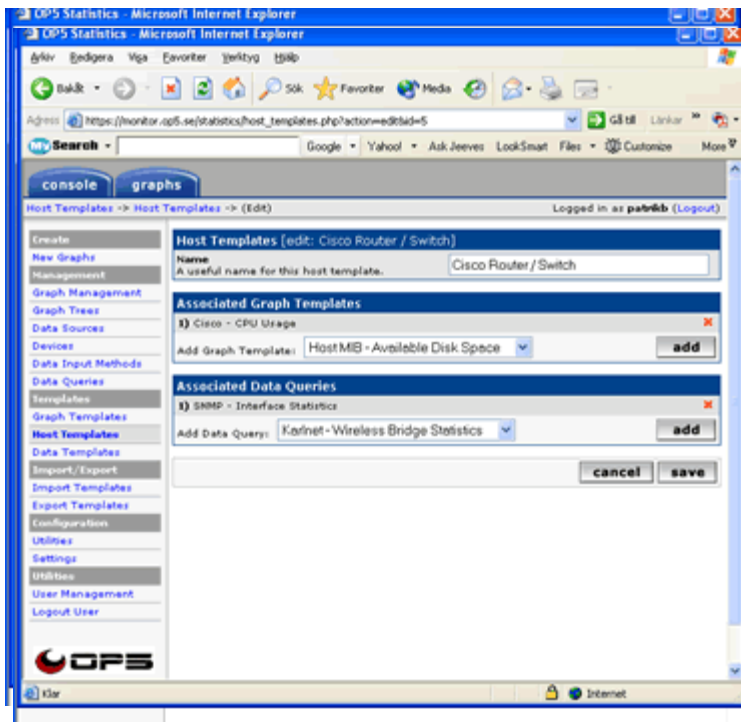 OP5 Statistics - Microsoft Internet Explorer
OP5 Statistics - Microsoft Internet Explorer
Arkiv Redigera Visa Favoriter Verktyg Hjälp
Bakåt Sök Favoriter Media
Adress https://monitor.op5.se/statistics/host_templates.php?action=edit&id=5 Gå till Länkar »
My Search Google Yahoo! Ask Jeeves LookSmart Files Customize More
console graphs
Host Templates -> Host Templates -> (Edit) Logged in as patrikb (Logout)
Create
New Graphs
Management
Graph Management
Graph Trees
Data Sources
Devices
Data Input Methods
Data Queries
Templates
Graph Templates
Host Templates
Data Templates
Import/Export
Import Templates
Export Templates
Configuration
Utilities
Settings
Utilities
User Management
Logout User
OP5
Host Templates [edit: Cisco Router / Switch]
Name
A useful name for this host template. Cisco Router / Switch
Associated Graph Templates
1) Cisco - CPU Usage
Add Graph Template: Host MIB - Available Disk Space add
Associated Data Queries
1) SNMP - Interface Statistics
Add Data Query: Karlnet - Wireless Bridge Statistics add
cancel save
Klar Internet